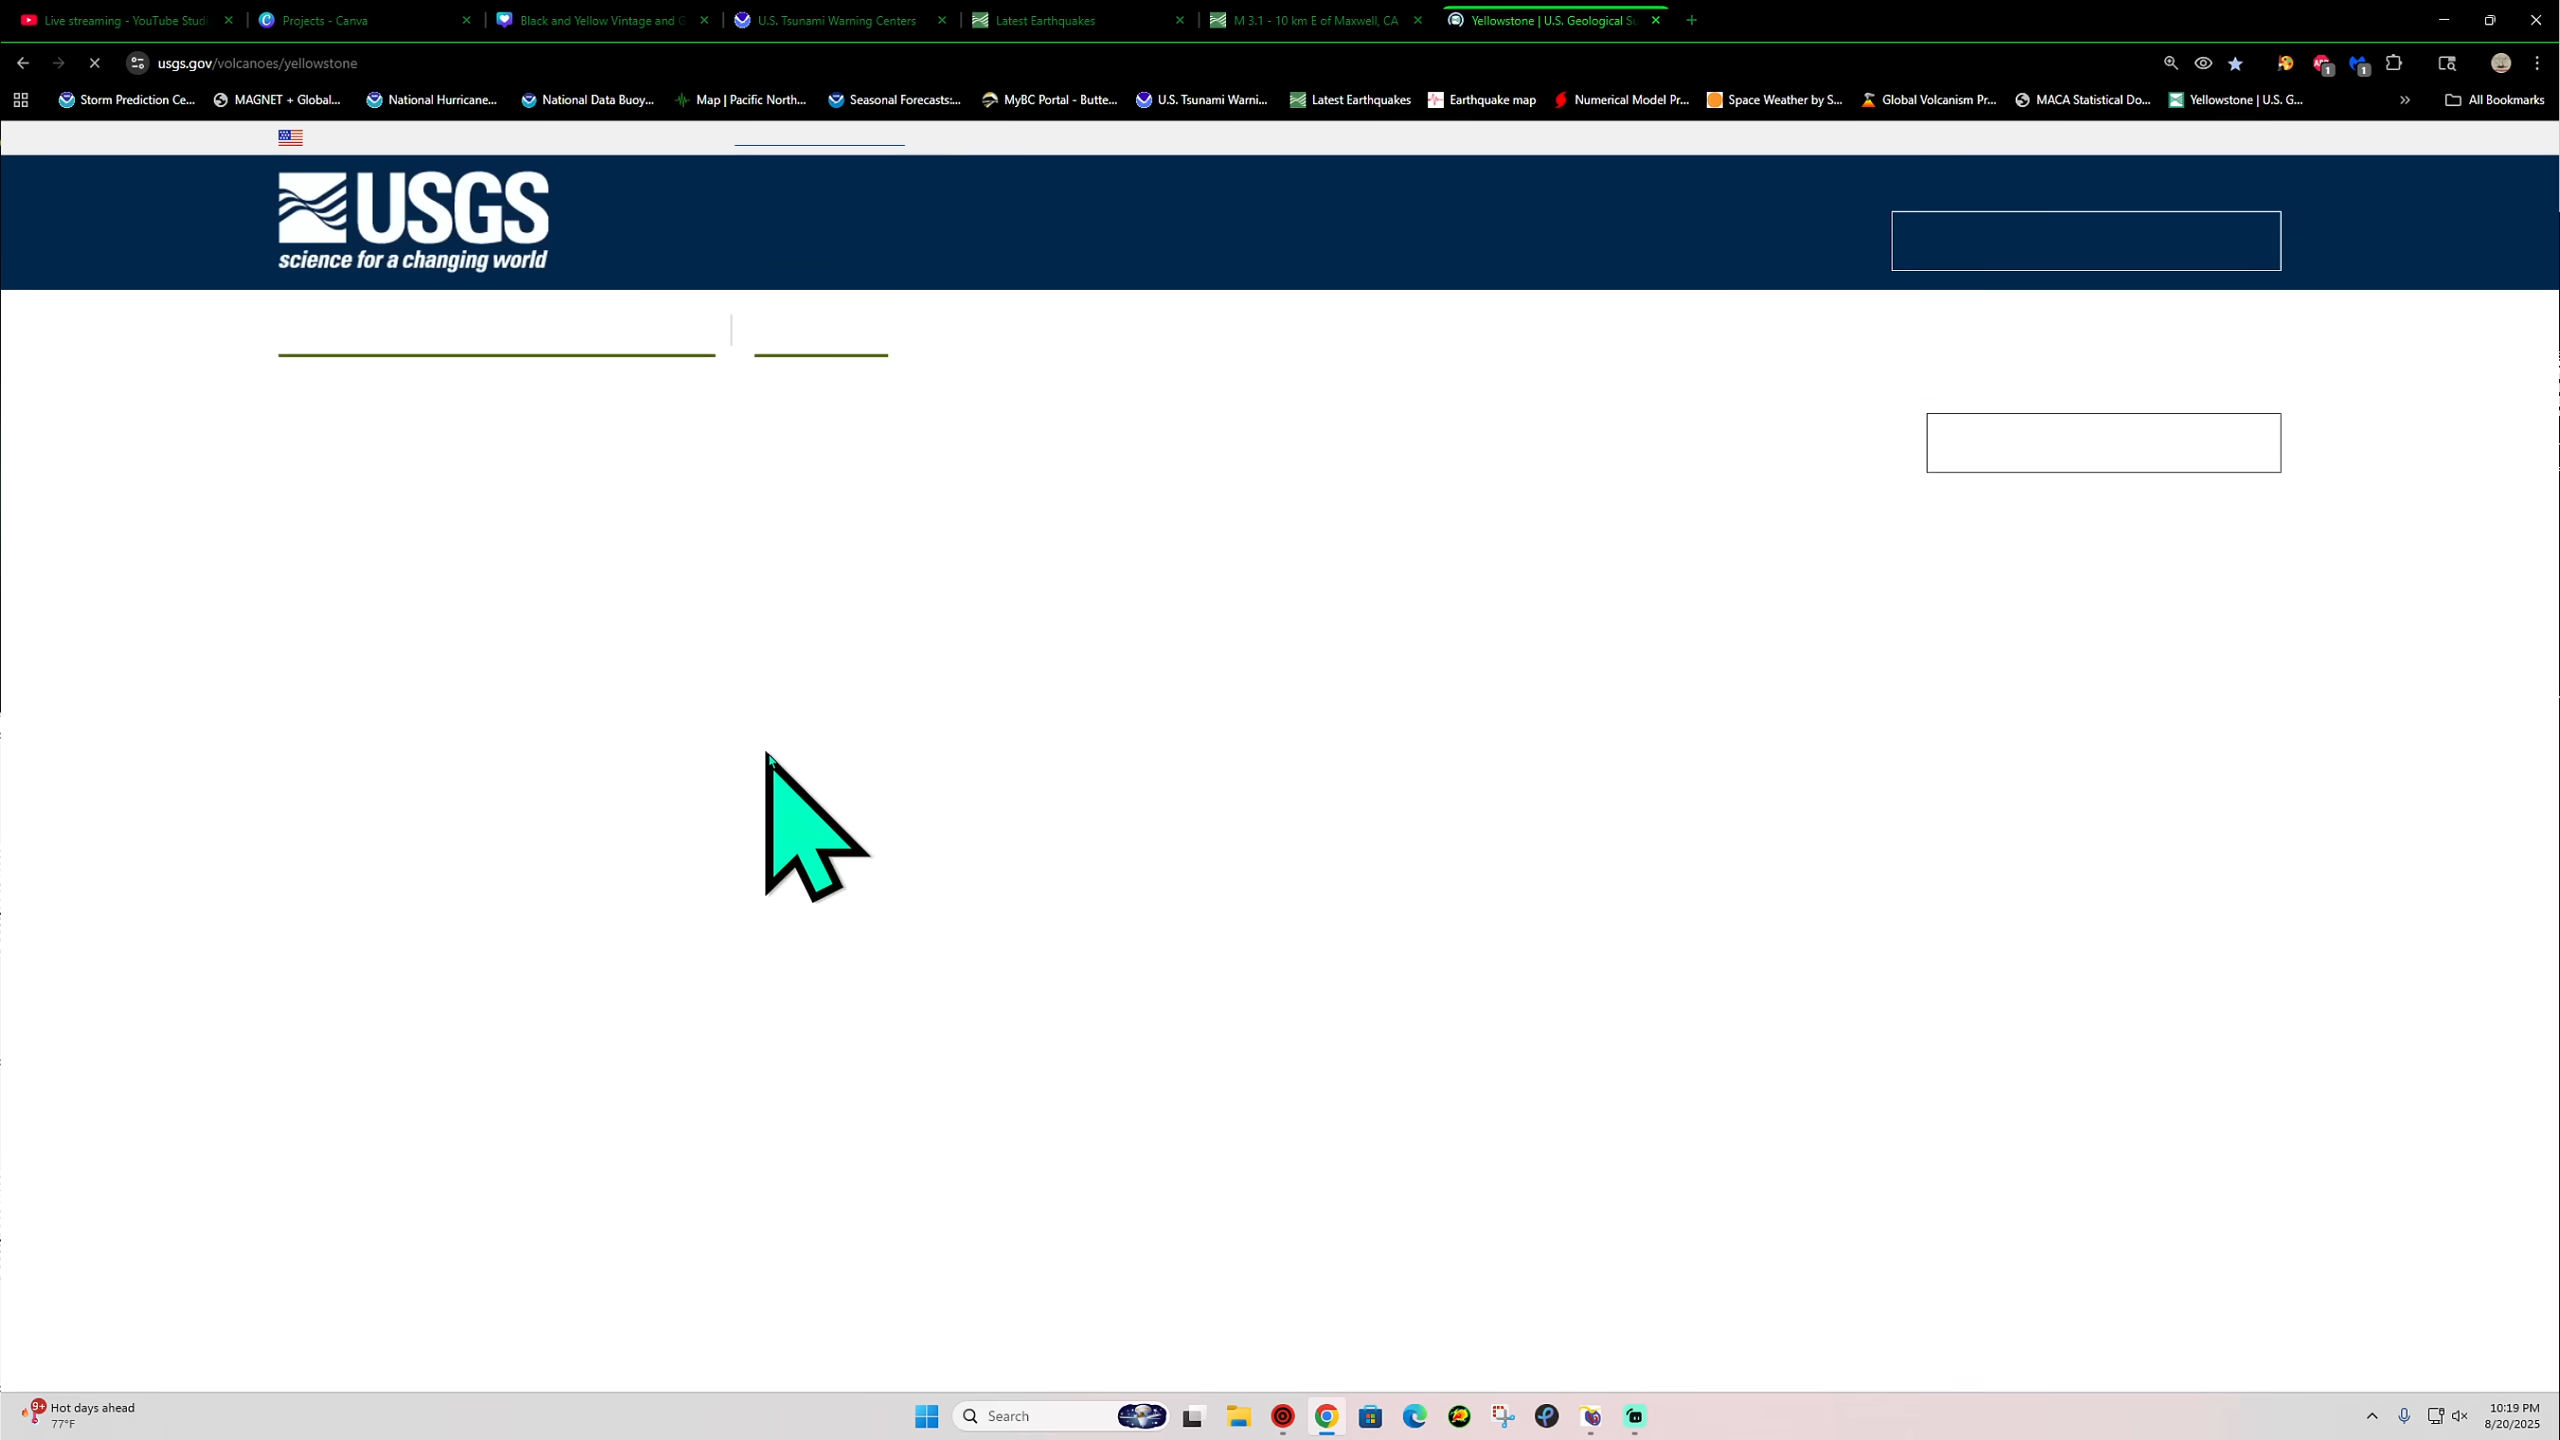 Live streaming - YouTube Studi
Projects - Canva
Black and Yellow Vintage and G
U.S. Tsunami Warning Centers
Latest Earthquakes
M 3.1 - 10 km E of Maxwell, CA
Yellowstone | U.S. Geological Su
usgs.gov/volcanoes/yellowstone
Storm Prediction Ce...
MAGNET + Global...
National Hurricane...
National Data Buoy...
Map | Pacific North...
Seasonal Forecasts:...
MyBC Portal - Butte...
U.S. Tsunami Warni...
Latest Earthquakes
Earthquake map
Numerical Model Pr...
Space Weather by S...
Global Volcanism Pr...
MACA Statistical Do...
Yellowstone | U.S. G...
All Bookmarks
USGS
science for a changing world
9+
Hot days ahead
77°F
Search
10:19 PM
8/20/2025